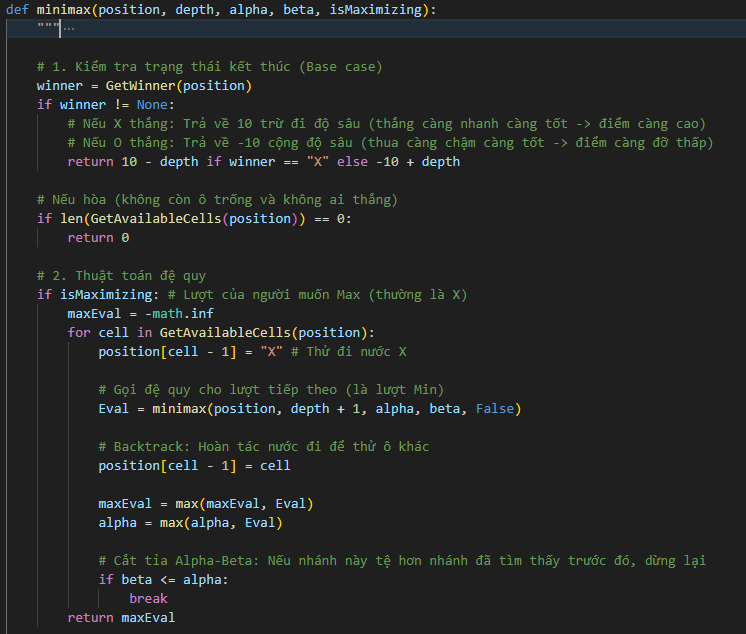 def minimax(position, depth, alpha, beta, isMaximizing):
    """...
    # 1. Kiểm tra trạng thái kết thúc (Base case)
    winner = GetWinner(position)
    if winner != None:
        # Nếu X thắng: Trả về 10 trừ đi độ sâu (thắng càng nhanh càng tốt -> điểm càng cao)
        # Nếu O thắng: Trả về -10 cộng độ sâu (thua càng chậm càng tốt -> điểm càng đỡ thấp)
        return 10 - depth if winner == "X" else -10 + depth
    # Nếu hòa (không còn ô trống và không ai thắng)
    if len(GetAvailableCells(position)) == 0:
        return 0
    # 2. Thuật toán đệ quy
    if isMaximizing: # Lượt của người muốn Max (thường là X)
        maxEval = -math.inf
        for cell in GetAvailableCells(position):
            position[cell - 1] = "X" # Thử đi nước X
            # Gọi đệ quy cho lượt tiếp theo (là lượt Min)
            Eval = minimax(position, depth + 1, alpha, beta, False)
            # Backtrack: Hoàn tác nước đi để thử ô khác
            position[cell - 1] = cell
            maxEval = max(maxEval, Eval)
            alpha = max(alpha, Eval)
            # Cắt tỉa Alpha-Beta: Nếu nhánh này tệ hơn nhánh đã tìm thấy trước đó, dừng lại
            if beta <= alpha:
                break
        return maxEval